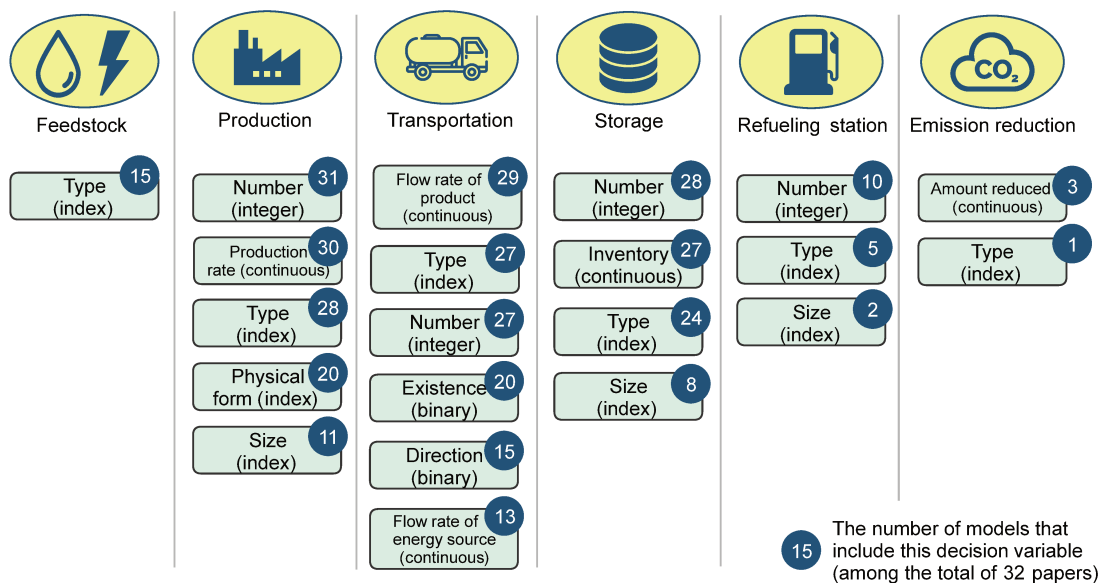 CO₂
Feedstock
Production
Transportation
Storage
Refueling station
Emission reduction
Type
(index)
15
Number
(integer)
31
Production
rate (continuous)
30
Type
(index)
28
Physical
form (index)
20
Size
(index)
11
Flow rate of
product
(continuous)
29
Type
(index)
27
Number
(integer)
27
Existence
(binary)
20
Direction
(binary)
15
Flow rate of
energy source
(continuous)
13
Number
(integer)
28
Inventory
(continuous)
27
Type
(index)
24
Size
(index)
8
Number
(integer)
10
Type
(index)
5
Size
(index)
2
Amount reduced
(continuous)
3
Type
(index)
1
15
The number of models that
include this decision variable
(among the total of 32 papers)